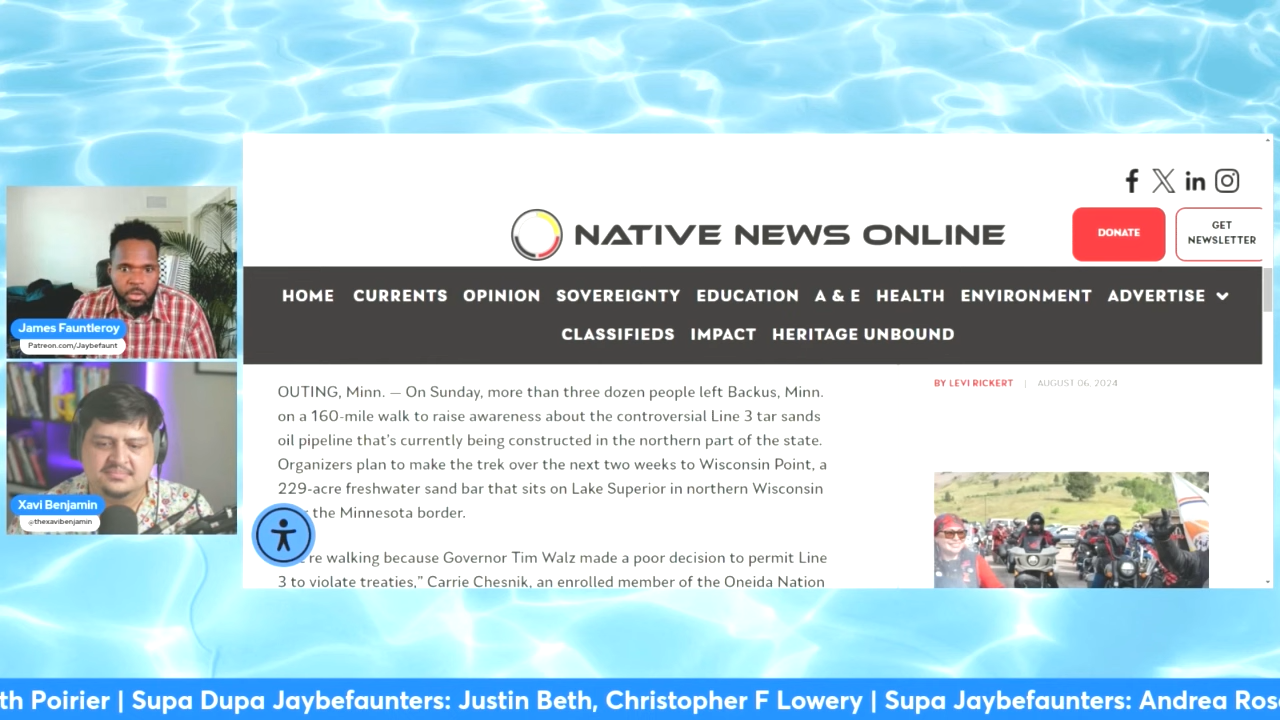 NATIVE NEWS ONLINE
DONATE
GET
NEWSLETTER
HOME CURRENTS OPINION SOVEREIGNTY EDUCATION A & E HEALTH ENVIRONMENT ADVERTISE
CLASSIFIEDS IMPACT HERITAGE UNBOUND
OUTING, Minn. — On Sunday, more than three dozen people left Backus, Minn.
on a 160-mile walk to raise awareness about the controversial Line 3 tar sands
oil pipeline that's currently being constructed in the northern part of the state.
Organizers plan to make the trek over the next two weeks to Wisconsin Point, a
229-acre freshwater sand bar that sits on Lake Superior in northern Wisconsin
the Minnesota border.
re walking because Governor Tim Walz made a poor decision to permit Line
3 to violate treaties,” Carrie Chesnik, an enrolled member of the Oneida Nation
BY LEVI RICKERT | AUGUST 06, 2024
James Fauntleroy
Patreon.com/Jaybefaunt
Xavi Benjamin
@thexavibenjamin
th Poirier | Supa Dupa Jaybefaunters: Justin Beth, Christopher F Lowery | Supa Jaybefaunters: Andrea Ros